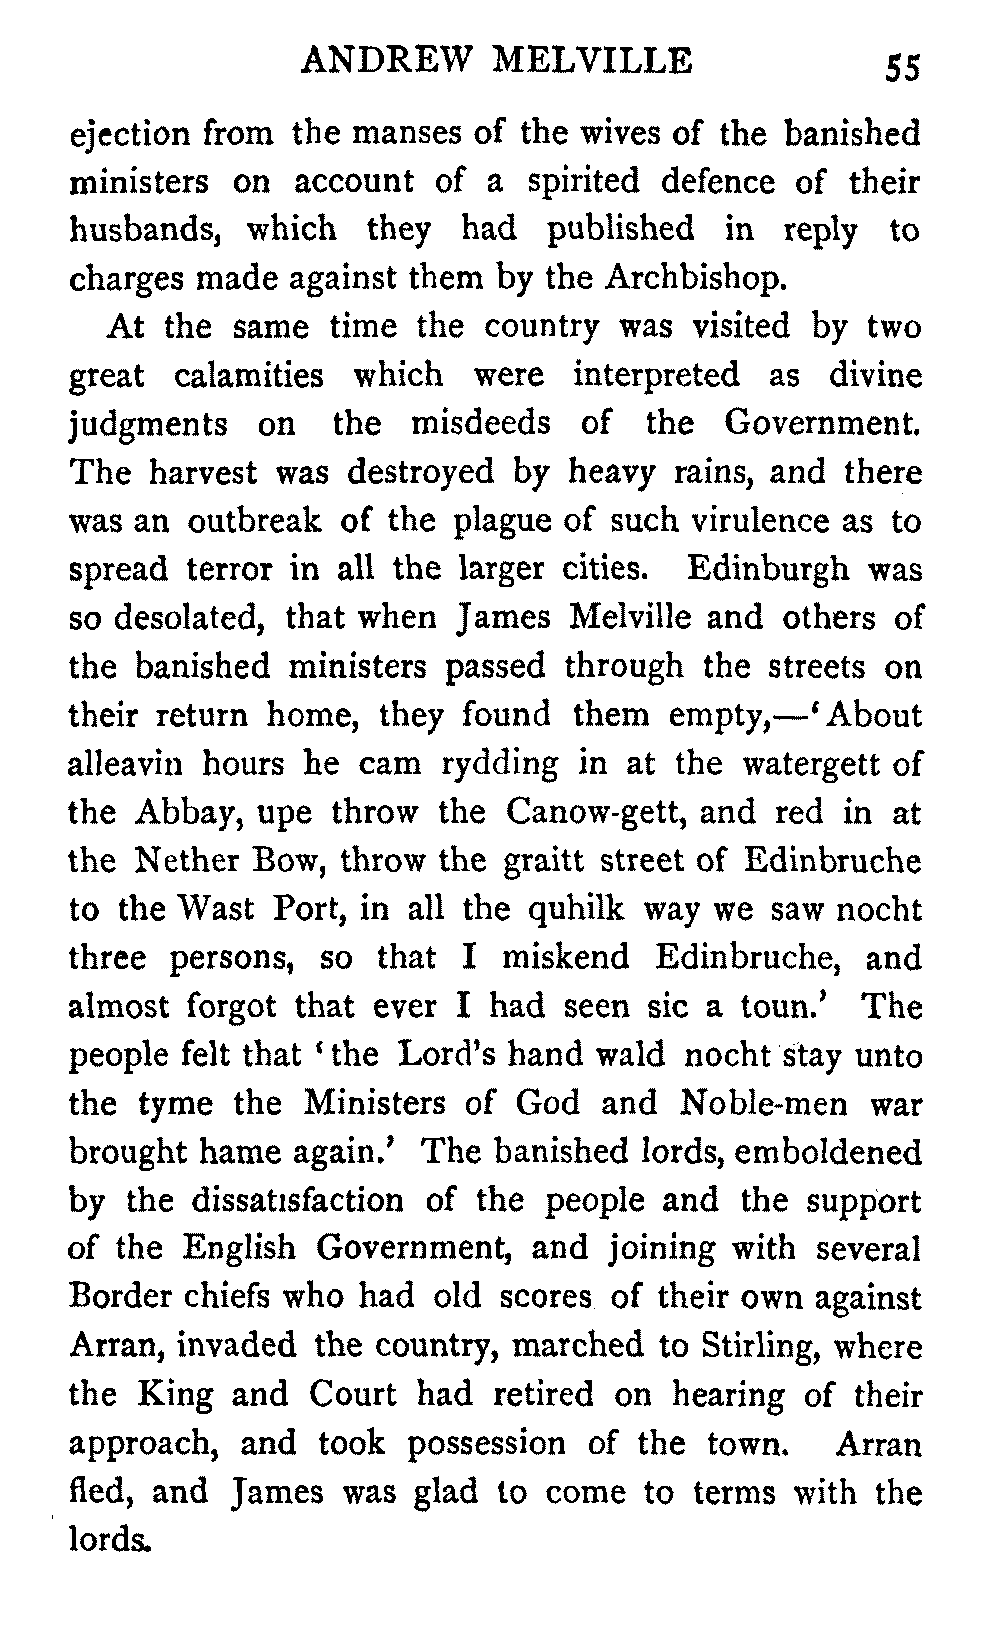 ANDREW MELVILLE 55
ejection from the manses of the wives of the banished
ministers on account of a spirited defence of their
husbands, which they had published in reply to
charges made against them by the Archbishop.
At the same time the country was visited by two
great calamities which were interpreted as divine
judgments on the misdeeds of the Government.
The harvest was destroyed by heavy rains, and there
was an outbreak of the plague of such virulence as to
spread terror in all the larger cities. Edinburgh was
so desolated, that when James Melville and others of
the banished ministers passed through the streets on
their return home, they found them empty,—‘About
alleavin hours he cam rydding in at the watergett of
the Abbay, upe throw the Canow-gett, and red in at
the Nether Bow, throw the graitt street of Edinbruche
to the Wast Port, in all the quhilk way we saw nocht
three persons, so that I miskend Edinbruche, and
almost forgot that ever I had seen sic a toun.’ The
people felt that ‘the Lord's hand wald nocht stay unto
the tyme the Ministers of God and Noble-men war
brought hame again.’ The banished lords, emboldened
by the dissatisfaction of the people and the support
of the English Government, and joining with several
Border chiefs who had old scores of their own against
Arran, invaded the country, marched to Stirling, where
the King and Court had retired on hearing of their
approach, and took possession of the town. Arran
fled, and James was glad to come to terms with the
lords.